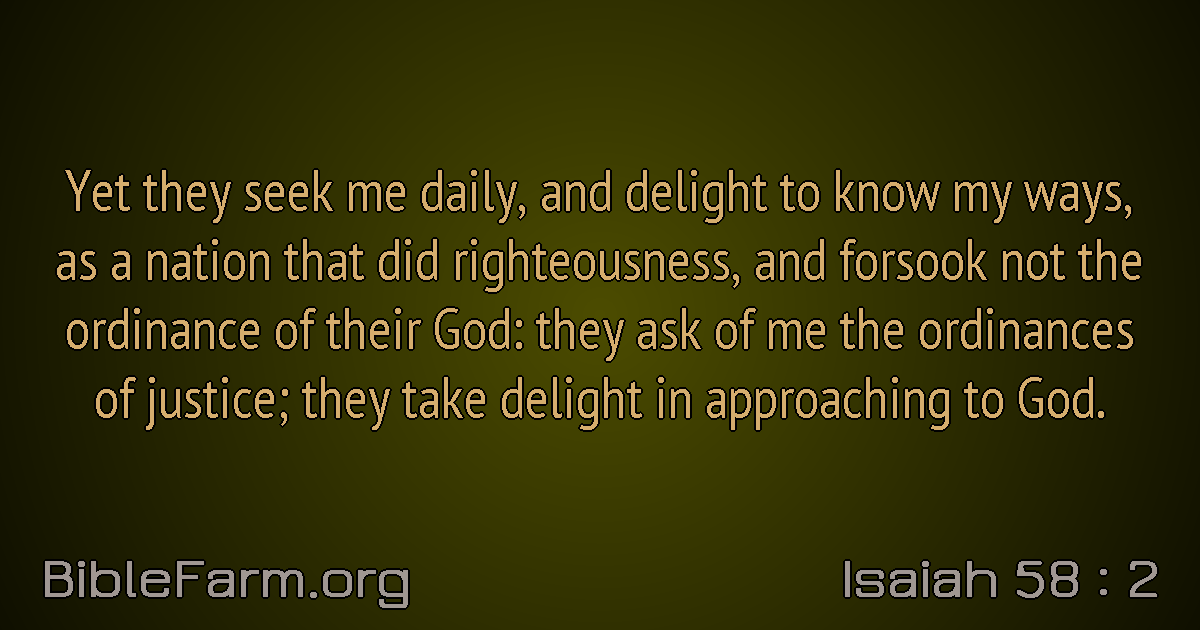 Yet they seek me daily, and delight to know my ways,
as a nation that did righteousness, and forsook not the
ordinance of their God: they ask of me the ordinances
of justice; they take delight in approaching to God.
BibleFarm.org
Isaiah 58 : 2